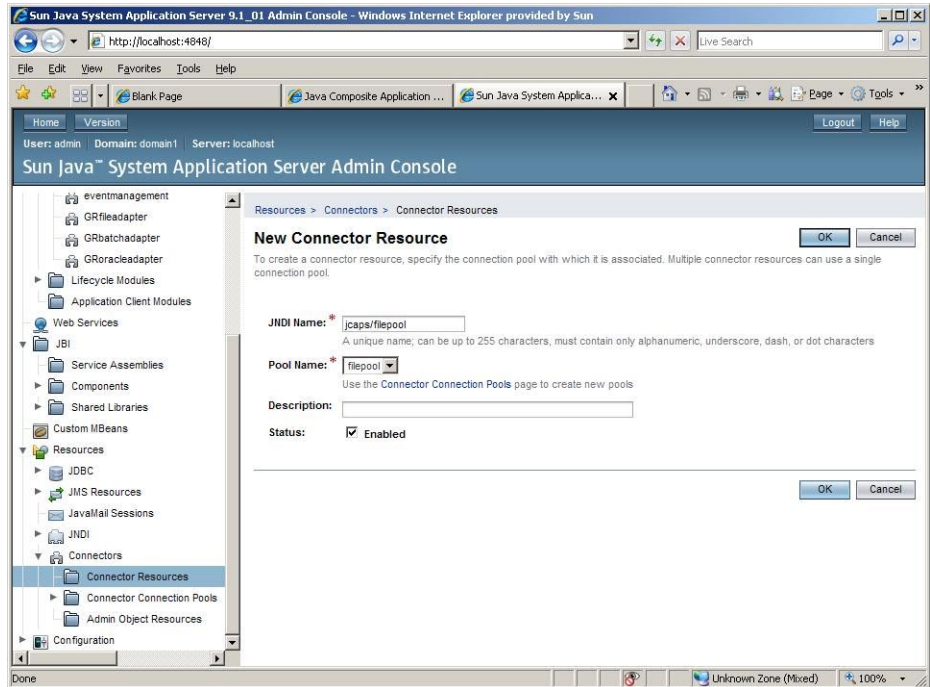 Sun Java System Application Server 9.1_01 Admin Console - Windows Internet Explorer provided by Sun
http://localhost:4848/
Live Search
File Edit View Favorites Tools Help
Blank Page
Java Composite Application ...
Sun Java System Applica...
Page
Tools
Home Version
Logout Help
User: admin Domain: domain1 Server: localhost
Sun Java™ System Application Server Admin Console
eventmanagement
GRfileadapter
GRbatchadapter
GRoracleadapter
Lifecycle Modules
Application Client Modules
Web Services
JBI
Service Assemblies
Components
Shared Libraries
Custom MBeans
Resources
JDBC
JMS Resources
JavaMail Sessions
JNDI
Connectors
Connector Resources
Connector Connection Pools
Admin Object Resources
Configuration
Resources > Connectors > Connector Resources
New Connector Resource
OK Cancel
To create a connector resource, specify the connection pool with which it is associated. Multiple connector resources can use a single
connection pool.
JNDI Name: * jcaps/filepool
A unique name; can be up to 255 characters, must contain only alphanumeric, underscore, dash, or dot characters
Pool Name: * filepool
Use the Connector Connection Pools page to create new pools
Description:
Status: Enabled
OK Cancel
Done
Unknown Zone (Mixed)
100%